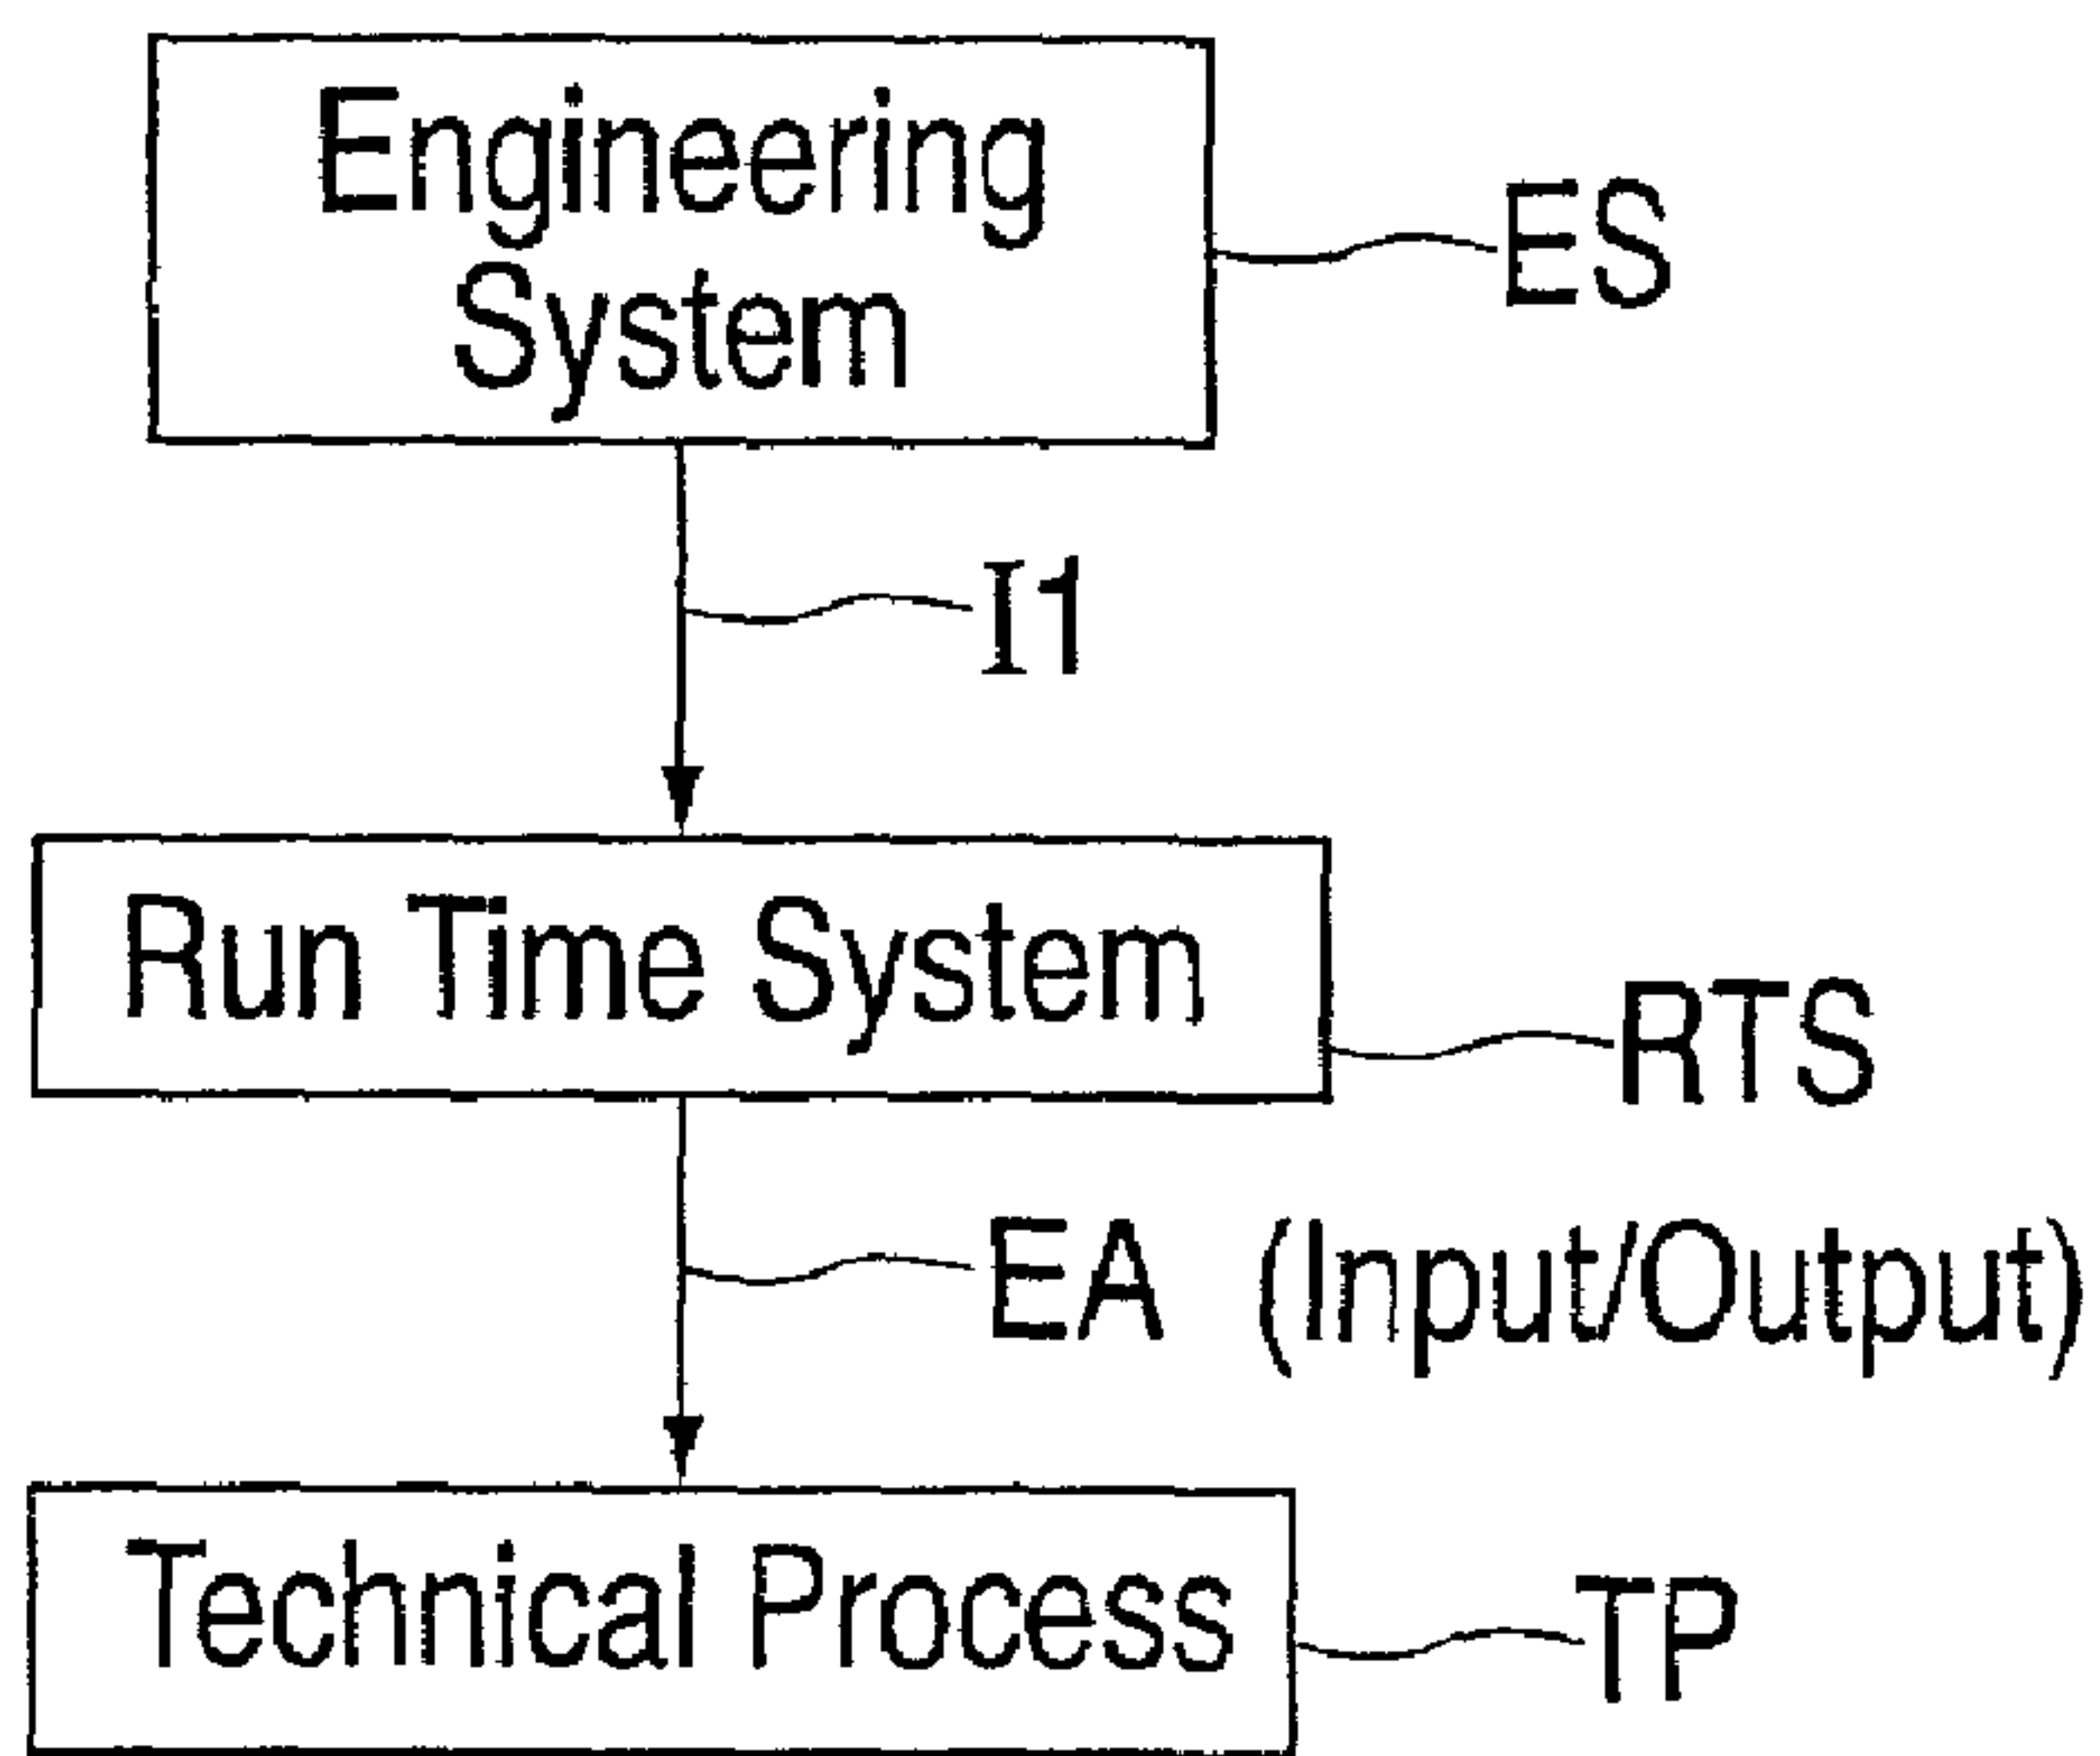 Engineering
System
ES
I1
Run Time System
RTS
EA (Input/Output)
Technical Process
TP